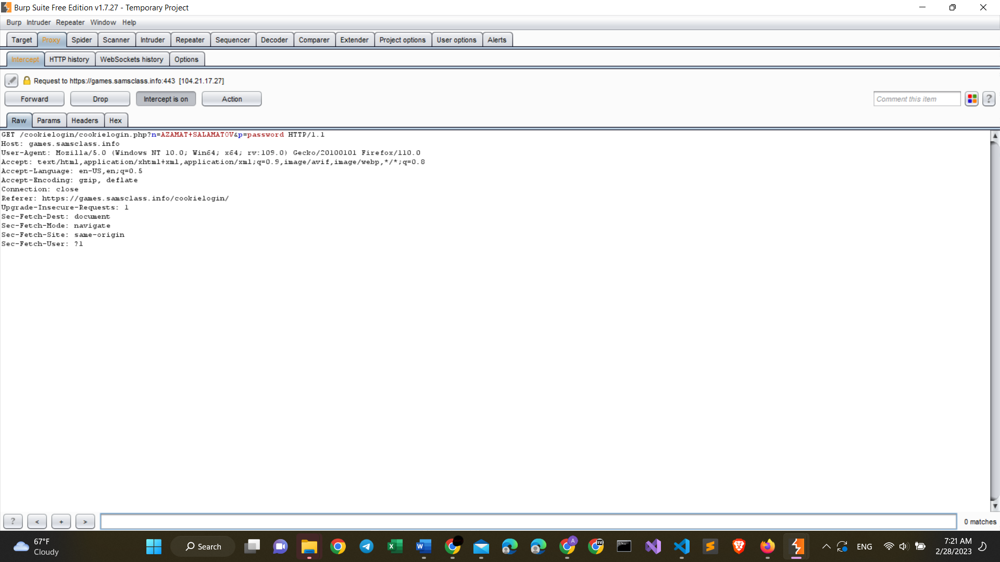 Burp Suite Free Edition v1.7.27 - Temporary Project
Burp Intruder Repeater Window Help
Target Proxy Spider Scanner Intruder Repeater Sequencer Decoder Comparer Extender Project options User options Alerts
Intercept HTTP history WebSockets history Options
Request to https://games.samsclass.info:443 [104.21.17.27]
Forward Drop Intercept is on Action Comment this item ?
Raw Params Headers Hex
GET /cookielogin/cookielogin.php?n=AZAMAT+SALAMATOV&p=password HTTP/1.1
Host: games.samsclass.info
User-Agent: Mozilla/5.0 (Windows NT 10.0; Win64; x64; rv:109.0) Gecko/20100101 Firefox/110.0
Accept: text/html,application/xhtml+xml,application/xml;q=0.9,image/avif,image/webp,*/*;q=0.8
Accept-Language: en-US,en;q=0.5
Accept-Encoding: gzip, deflate
Connection: close
Referer: https://games.samsclass.info/cookielogin/
Upgrade-Insecure-Requests: 1
Sec-Fetch-Dest: document
Sec-Fetch-Mode: navigate
Sec-Fetch-Site: same-origin
Sec-Fetch-User: ?1
? < + > 0 matches
67°F
Cloudy
Search
ENG
7:21 AM
2/28/2023